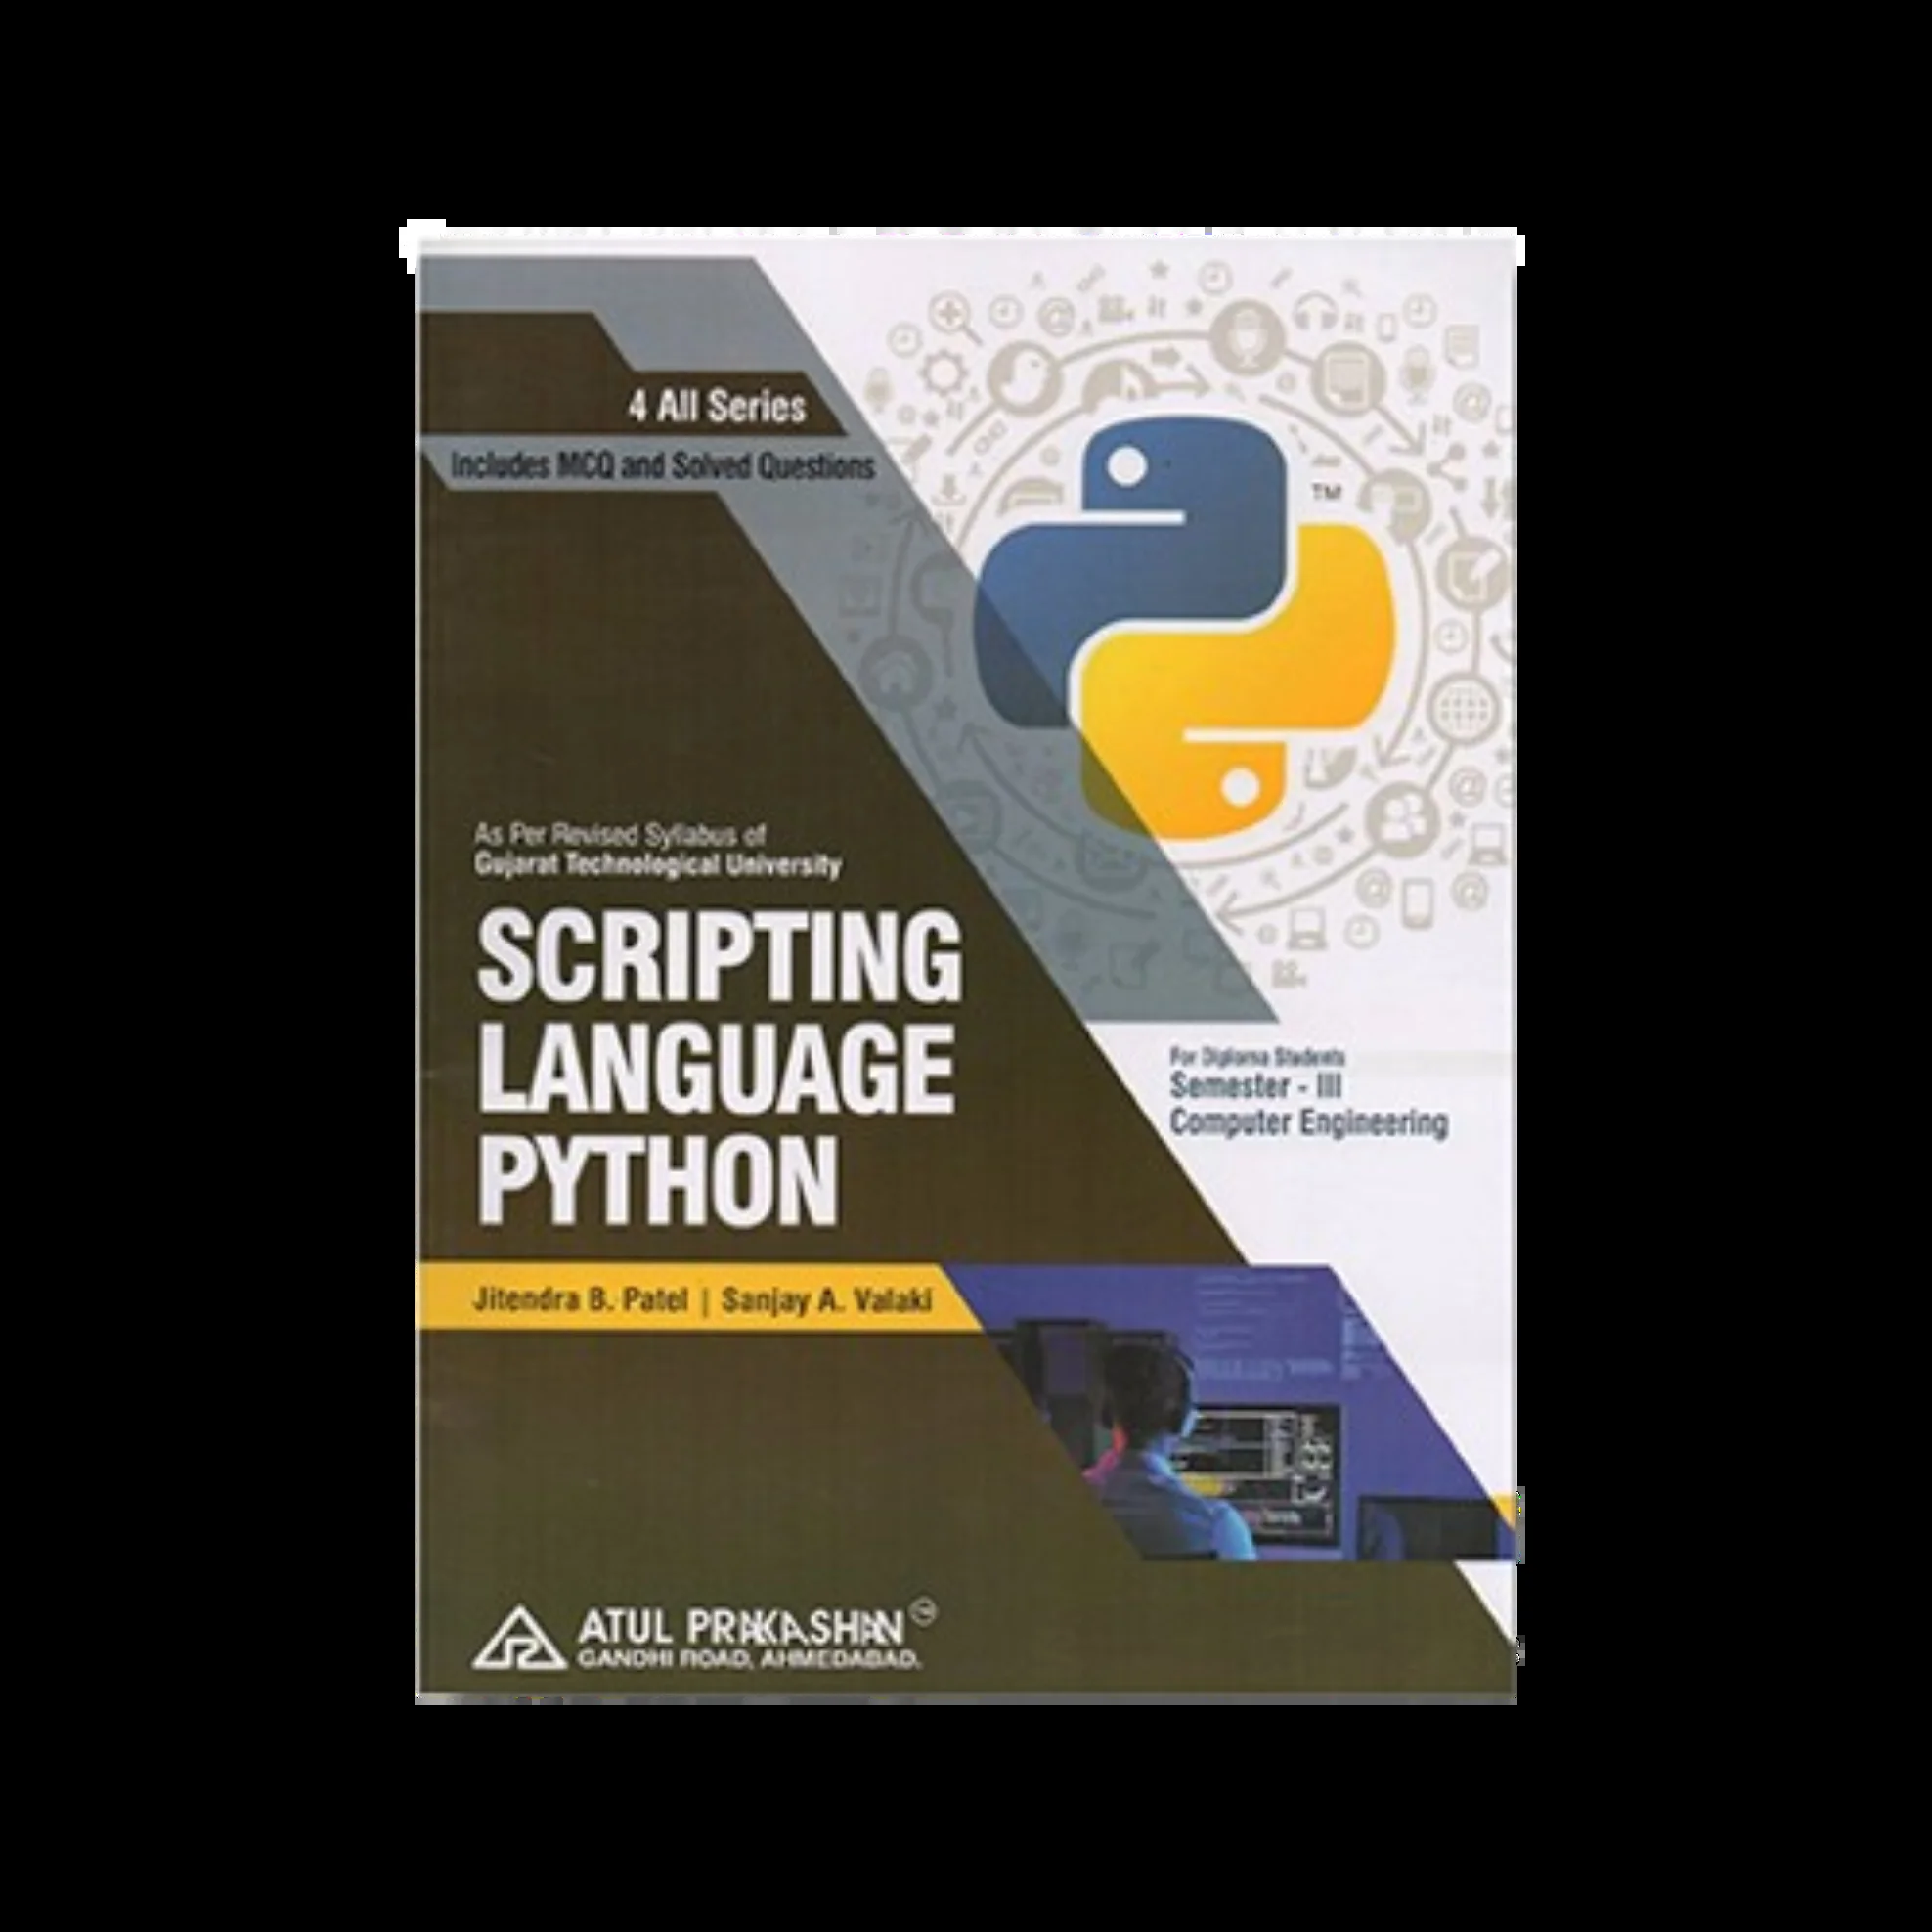 4 All Series
Includes MCQ and Solved Questions
TM
As Per Revised Syllabus of
Gujarat Technological University
SCRIPTING
LANGUAGE
PYTHON
For Diploma Students
Semester - III
Computer Engineering
Jitendra B. Patel | Sanjay A. Valaki
ATUL PRAKASHAN
GANDHI ROAD, AHMEDABAD.